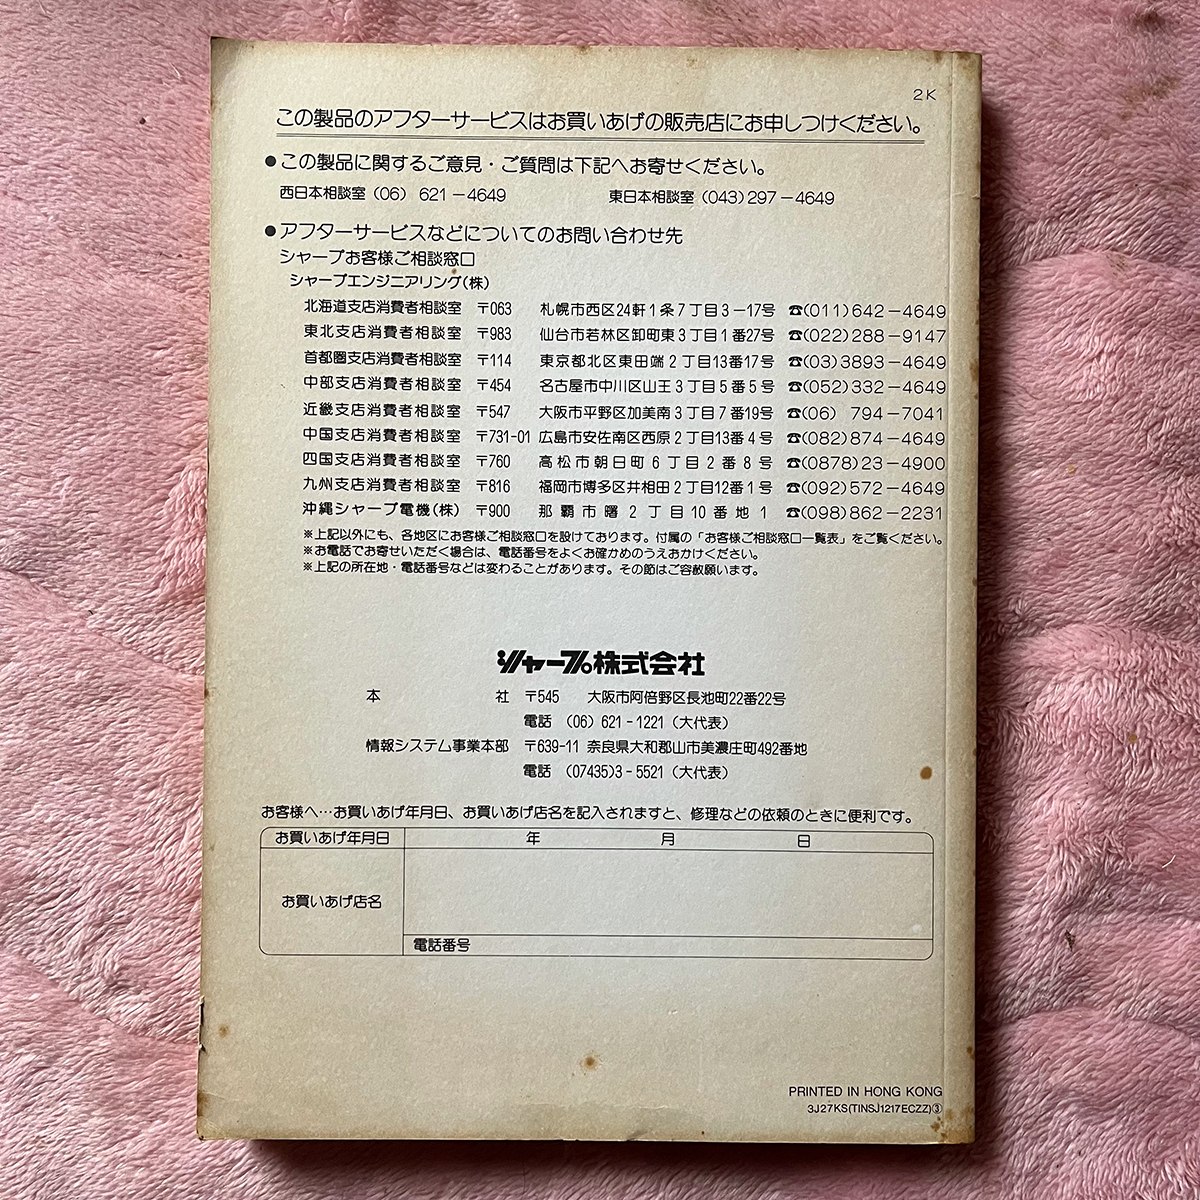 2K
この製品のアフターサービスはお買いあげの販売店にお申しつけください。
●この製品に関するご意見・ご質問は下記へお寄せください。
西日本相談室（06） 621－4649　東日本相談室（043）297－4649
●アフターサービスなどについてのお問い合わせ先
シャープお客様ご相談窓口
シャープエンジニアリング（株）
北海道支店消費者相談室 〒063 札幌市西区24軒1条7丁目3－17号 ☎（011）642－4649
東北支店消費者相談室 〒983 仙台市若林区卸町東3丁目1番27号 ☎（022）288－9147
首都圏支店消費者相談室 〒114 東京都北区東田端2丁目13番17号 ☎（03）3893－4649
中部支店消費者相談室 〒454 名古屋市中川区山王3丁目5番5号 ☎（052）332－4649
近畿支店消費者相談室 〒547 大阪市平野区加美南3丁目7番19号 ☎（06） 794－7041
中国支店消費者相談室 〒731-01 広島市安佐南区西原2丁目13番4号 ☎（082）874－4649
四国支店消費者相談室 〒760 高松市朝日町6丁目2番8号 ☎（0878）23－4900
九州支店消費者相談室 〒816 福岡市博多区井相田2丁目12番1号 ☎（092）572－4649
沖縄シャープ電機（株） 〒900 那覇市曙2丁目10番地1 ☎（098）862－2231
※上記以外にも、各地区にお客様ご相談窓口を設けております。付属の「お客様ご相談窓口一覧表」をご覧ください。
※お電話でお寄せいただく場合は、電話番号をよくお確かめのうえおかけください。
※上記の所在地・電話番号などは変わることがあります。その節はご容赦願います。
シャープ株式会社
本社 〒545 大阪市阿倍野区長池町22番22号
電話 （06）621-1221（大代表）
情報システム事業本部 〒639-11 奈良県大和郡山市美濃庄町492番地
電話 （07435）3-5521（大代表）
お客様へ…お買いあげ年月日、お買いあげ店名を記入されますと、修理などの依頼のときに便利です。
お買いあげ年月日 年 月 日
お買いあげ店名
電話番号
PRINTED IN HONG KONG
3J27KS(TINSJ1217ECZZ)③